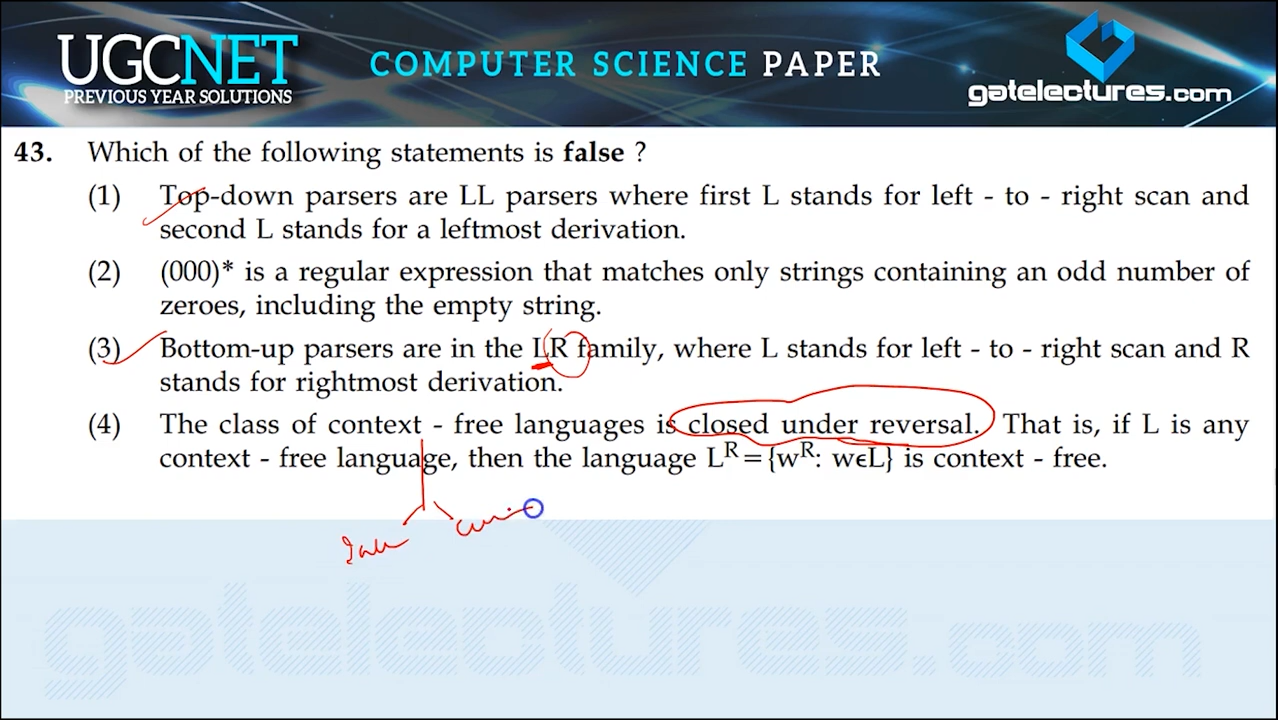 UGCNET
PREVIOUS YEAR SOLUTIONS
COMPUTER SCIENCE PAPER
gatelectures.com
43. Which of the following statements is false ?
(1) Top-down parsers are LL parsers where first L stands for left - to - right scan and
second L stands for a leftmost derivation.
(2) (000)* is a regular expression that matches only strings containing an odd number of
zeroes, including the empty string.
(3) Bottom-up parsers are in the LR family, where L stands for left - to - right scan and R
stands for rightmost derivation.
(4) The class of context - free languages is closed under reversal. That is, if L is any
context - free language, then the language Lᴿ={wᴿ: wϵL} is context - free.
gatelectures.com